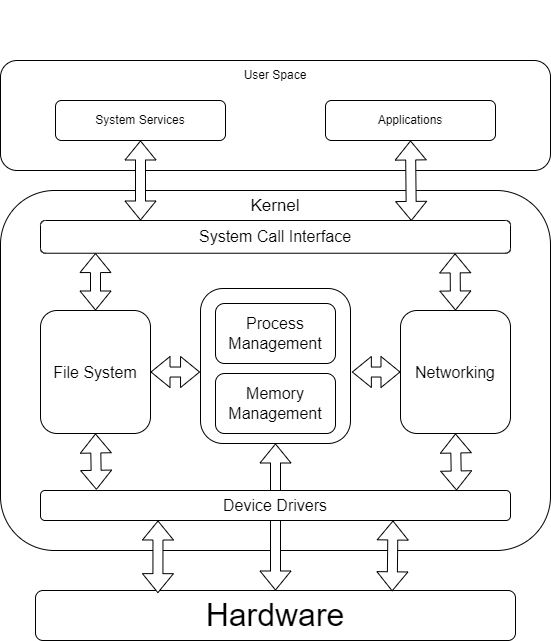 User Space
System Services
Applications
Kernel
System Call Interface
File System
Process
Management
Memory
Management
Networking
Device Drivers
Hardware